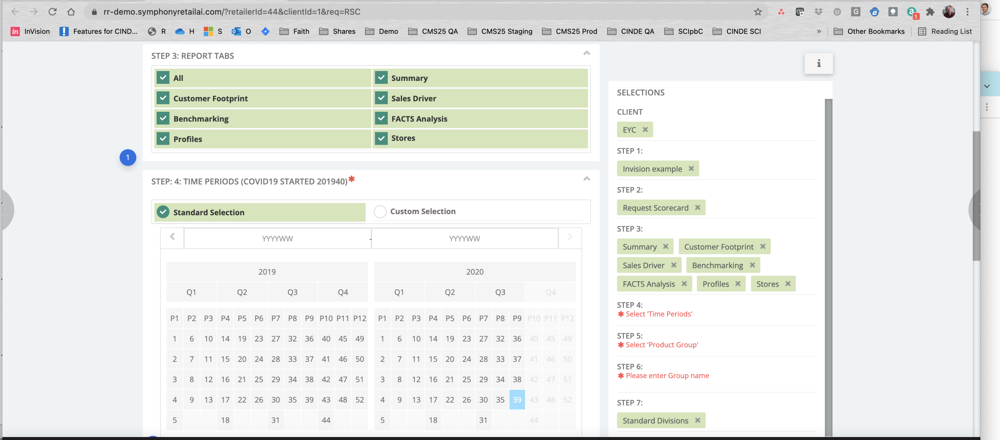 rr-demo.symphonyretailai.com/?retailerId=44&clientId=1&req=RSC
InVision Features for CIND... R H S O Faith Shares Demo CMS25 QA CMS25 Staging CMS25 Prod CINDE QA SCIpbC CINDE SCI » Other Bookmarks Reading List
STEP 3: REPORT TABS
All Summary
Customer Footprint Sales Driver
Benchmarking FACTS Analysis
Profiles Stores
1
STEP: 4: TIME PERIODS (COVID19 STARTED 201940)*
Standard Selection Custom Selection
YYYYWW - YYYYWW
2019 2020
Q1 Q2 Q3 Q4 Q1 Q2 Q3 Q4
P1 P2 P3 P4 P5 P6 P7 P8 P9 P10 P11 P12 P1 P2 P3 P4 P5 P6 P7 P8 P9 P10 P11 P12
1 6 10 14 19 23 27 32 36 40 45 49 1 6 10 14 19 23 27 32 36 40 45 49
2 7 11 15 20 24 28 33 37 41 46 50 2 7 11 15 20 24 28 33 37 41 46 50
3 8 12 16 21 25 29 34 38 42 47 51 3 8 12 16 21 25 29 34 38 42 47 51
4 9 13 17 22 26 30 35 39 43 48 52 4 9 13 17 22 26 30 35 39 43 48 52
5 18 31 44 5 18 31 44
i
SELECTIONS
CLIENT
EYC ×
STEP 1:
Invision example ×
STEP 2:
Request Scorecard ×
STEP 3:
Summary × Customer Footprint ×
Sales Driver × Benchmarking ×
FACTS Analysis × Profiles × Stores ×
STEP 4:
* Select 'Time Periods'
STEP 5:
* Select 'Product Group'
STEP 6:
* Please enter Group name
STEP 7:
Standard Divisions ×